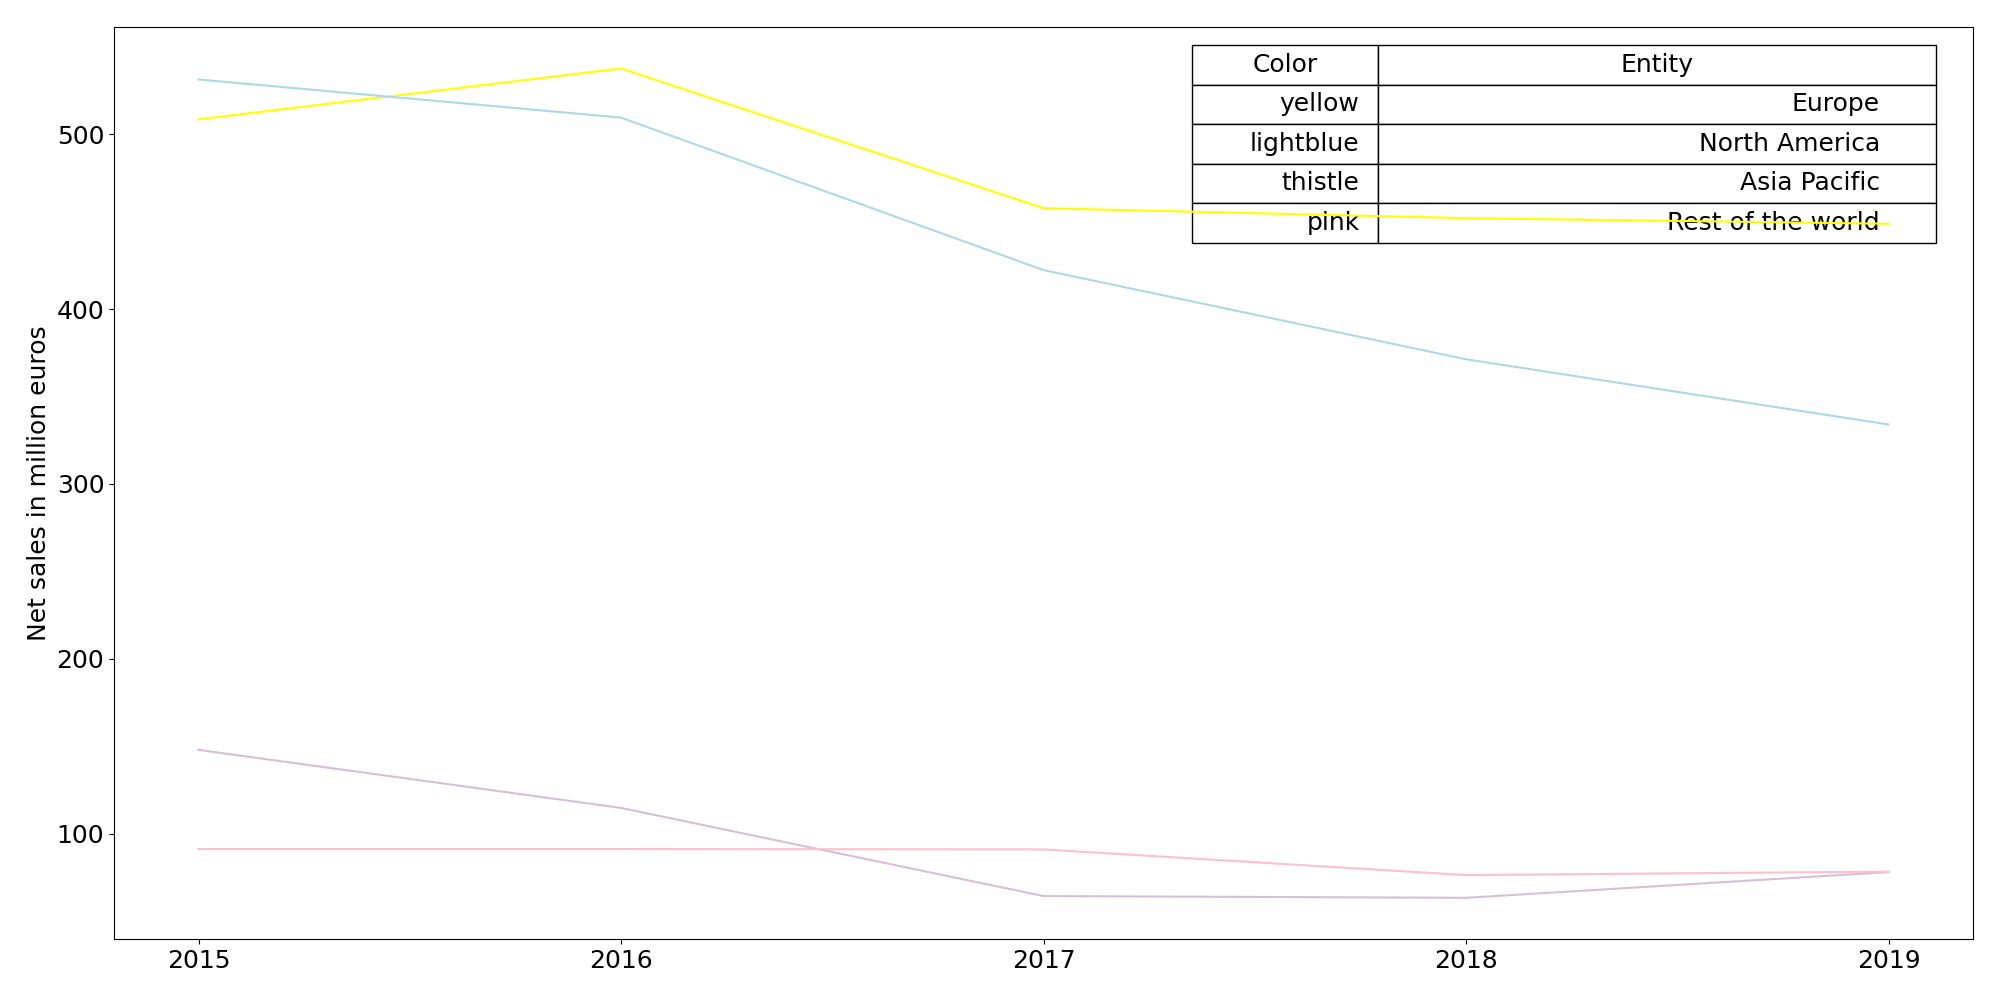 Color Entity
yellow Europe
lightblue North America
thistle Asia Pacific
pink Rest of the world
500
400
300
200
100
Net sales in million euros
2015 2016 2017 2018 2019